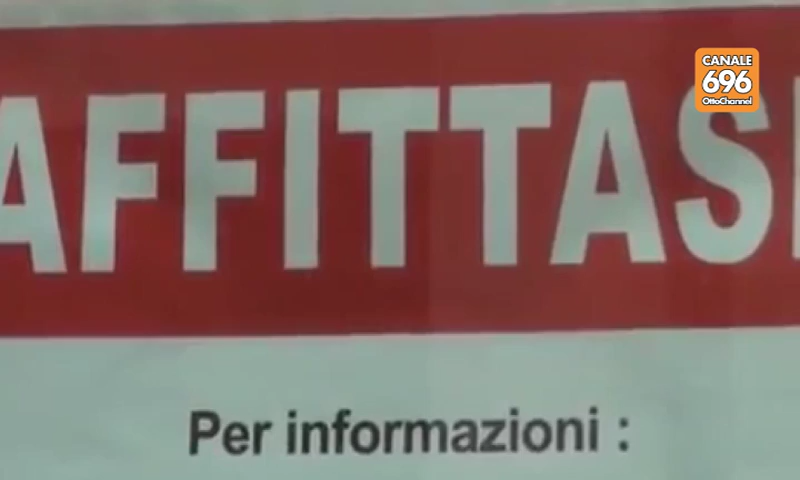 CANALE
696
OttoChannel
AFFITTASI
Per informazioni :